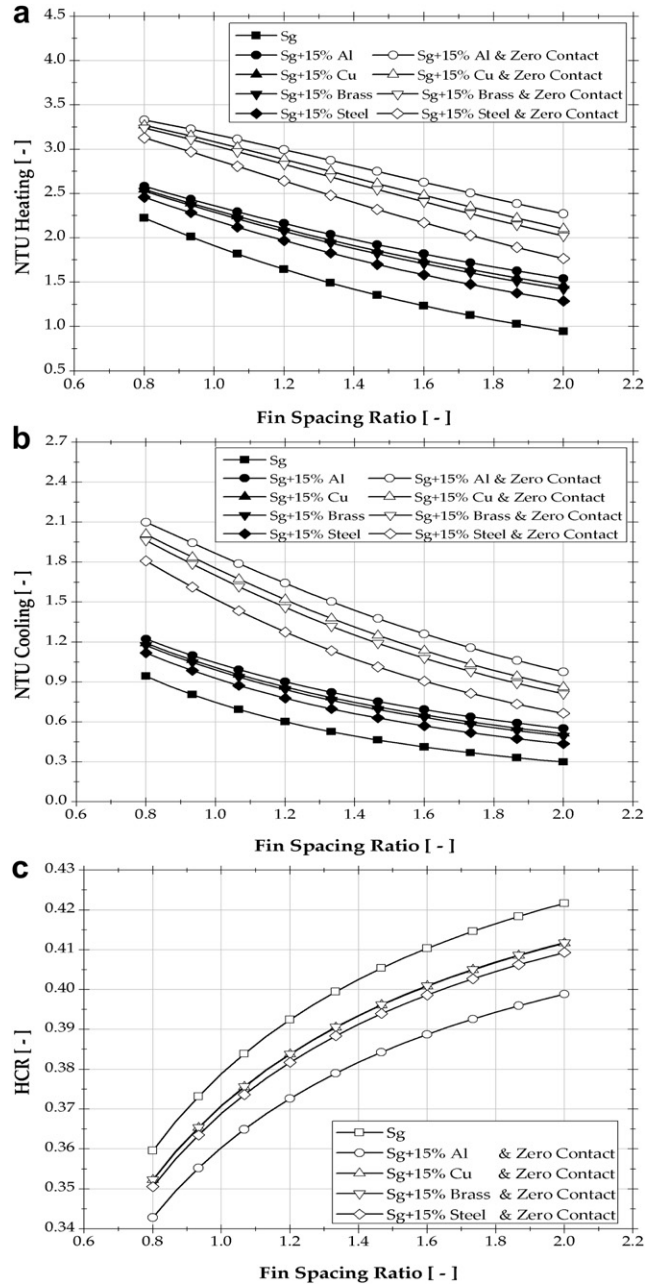 a
4.5
4.0
3.5
3.0
2.5
2.0
1.5
1.0
0.5
NTU Heating [ - ]
Sg
Sg+15% Al
Sg+15% Al & Zero Contact
Sg+15% Cu
Sg+15% Cu & Zero Contact
Sg+15% Brass
Sg+15% Brass & Zero Contact
Sg+15% Steel
Sg+15% Steel & Zero Contact
0.6 0.8 1.0 1.2 1.4 1.6 1.8 2.0 2.2
Fin Spacing Ratio [ - ]
b
2.7
2.4
2.1
1.8
1.5
1.2
0.9
0.6
0.3
0.0
NTU Cooling [ - ]
Sg
Sg+15% Al
Sg+15% Al & Zero Contact
Sg+15% Cu
Sg+15% Cu & Zero Contact
Sg+15% Brass
Sg+15% Brass & Zero Contact
Sg+15% Steel
Sg+15% Steel & Zero Contact
0.6 0.8 1.0 1.2 1.4 1.6 1.8 2.0 2.2
Fin Spacing Ratio [ - ]
c
0.43
0.42
0.41
0.40
0.39
0.38
0.37
0.36
0.35
0.34
HCR [ - ]
Sg
Sg+15% Al & Zero Contact
Sg+15% Cu & Zero Contact
Sg+15% Brass & Zero Contact
Sg+15% Steel & Zero Contact
0.6 0.8 1.0 1.2 1.4 1.6 1.8 2.0 2.2
Fin Spacing Ratio [ - ]